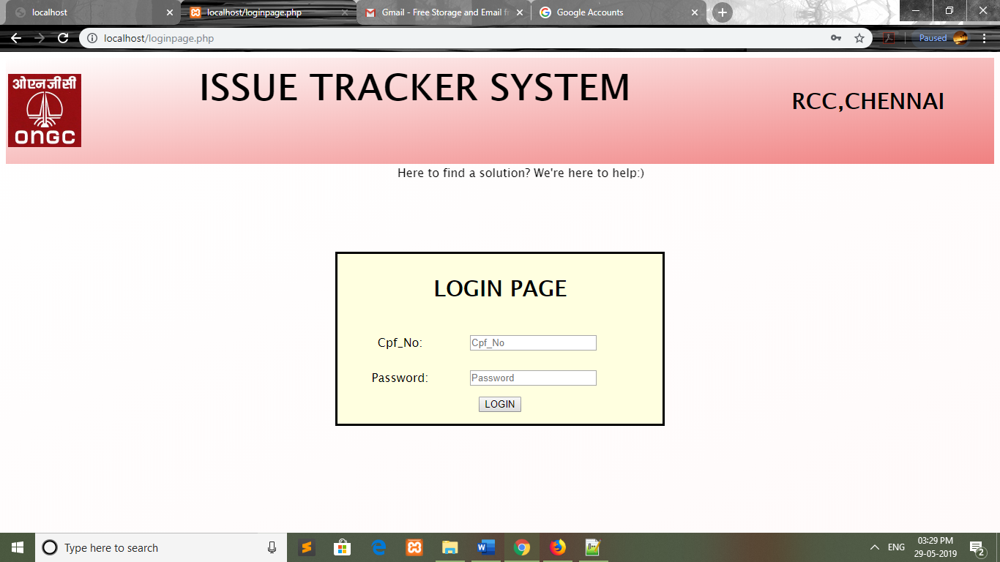 localhost
localhost/loginpage.php
Gmail - Free Storage and Email f
Google Accounts
localhost/loginpage.php
Paused
ओएनजीसी
ONGC
ISSUE TRACKER SYSTEM
RCC,CHENNAI
Here to find a solution? We're here to help:)
LOGIN PAGE
Cpf_No:
Cpf_No
Password:
Password
LOGIN
Type here to search
ENG
03:29 PM
29-05-2019
2